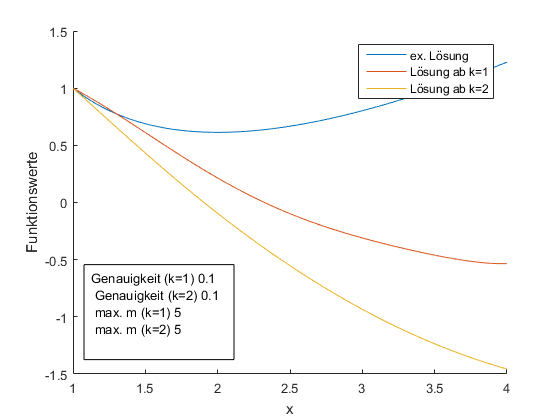 1.5
ex. Lösung
Lösung ab k=1
Lösung ab k=2
1
0.5
0
-0.5
-1
-1.5
Funktionswerte
Genauigkeit (k=1) 0.1
Genauigkeit (k=2) 0.1
max. m (k=1) 5
max. m (k=2) 5
1 1.5 2 2.5 3 3.5 4
x